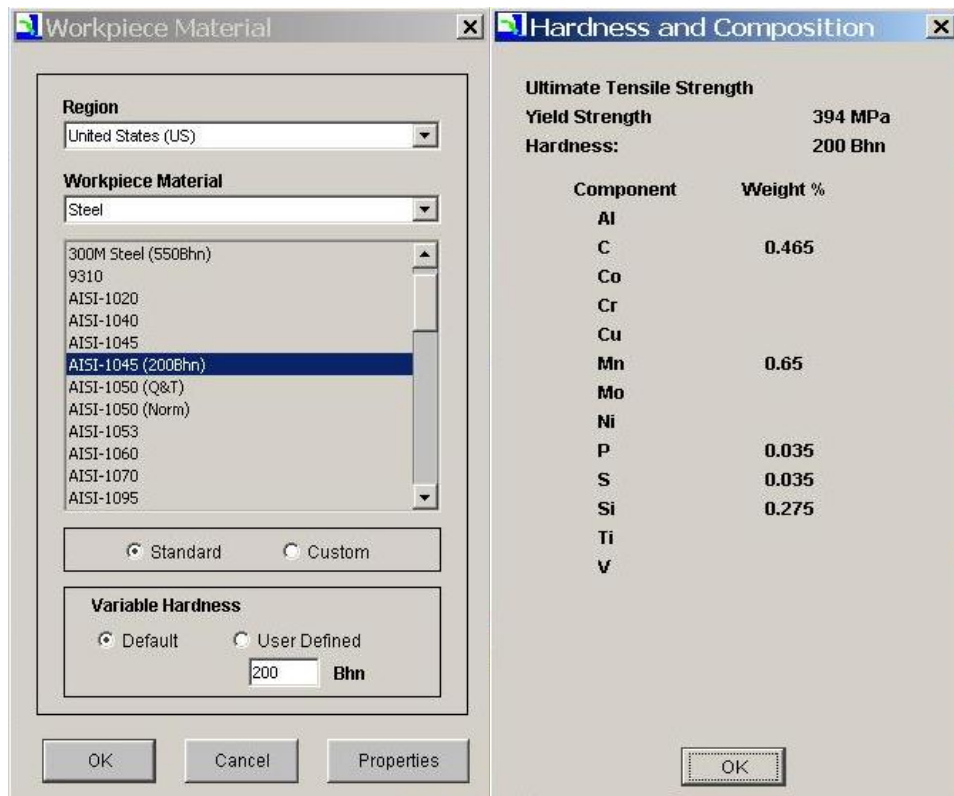 Workpiece Material
Region
United States (US)
Workpiece Material
Steel
300M Steel (550Bhn)
9310
AISI-1020
AISI-1040
AISI-1045
AISI-1045 (200Bhn)
AISI-1050 (Q&T)
AISI-1050 (Norm)
AISI-1053
AISI-1060
AISI-1070
AISI-1095
Standard Custom
Variable Hardness
Default User Defined
200 Bhn
OK Cancel Properties
Hardness and Composition
Ultimate Tensile Strength
Yield Strength 394 MPa
Hardness: 200 Bhn
Component Weight %
Al
C 0.465
Co
Cr
Cu
Mn 0.65
Mo
Ni
P 0.035
S 0.035
Si 0.275
Ti
V
OK